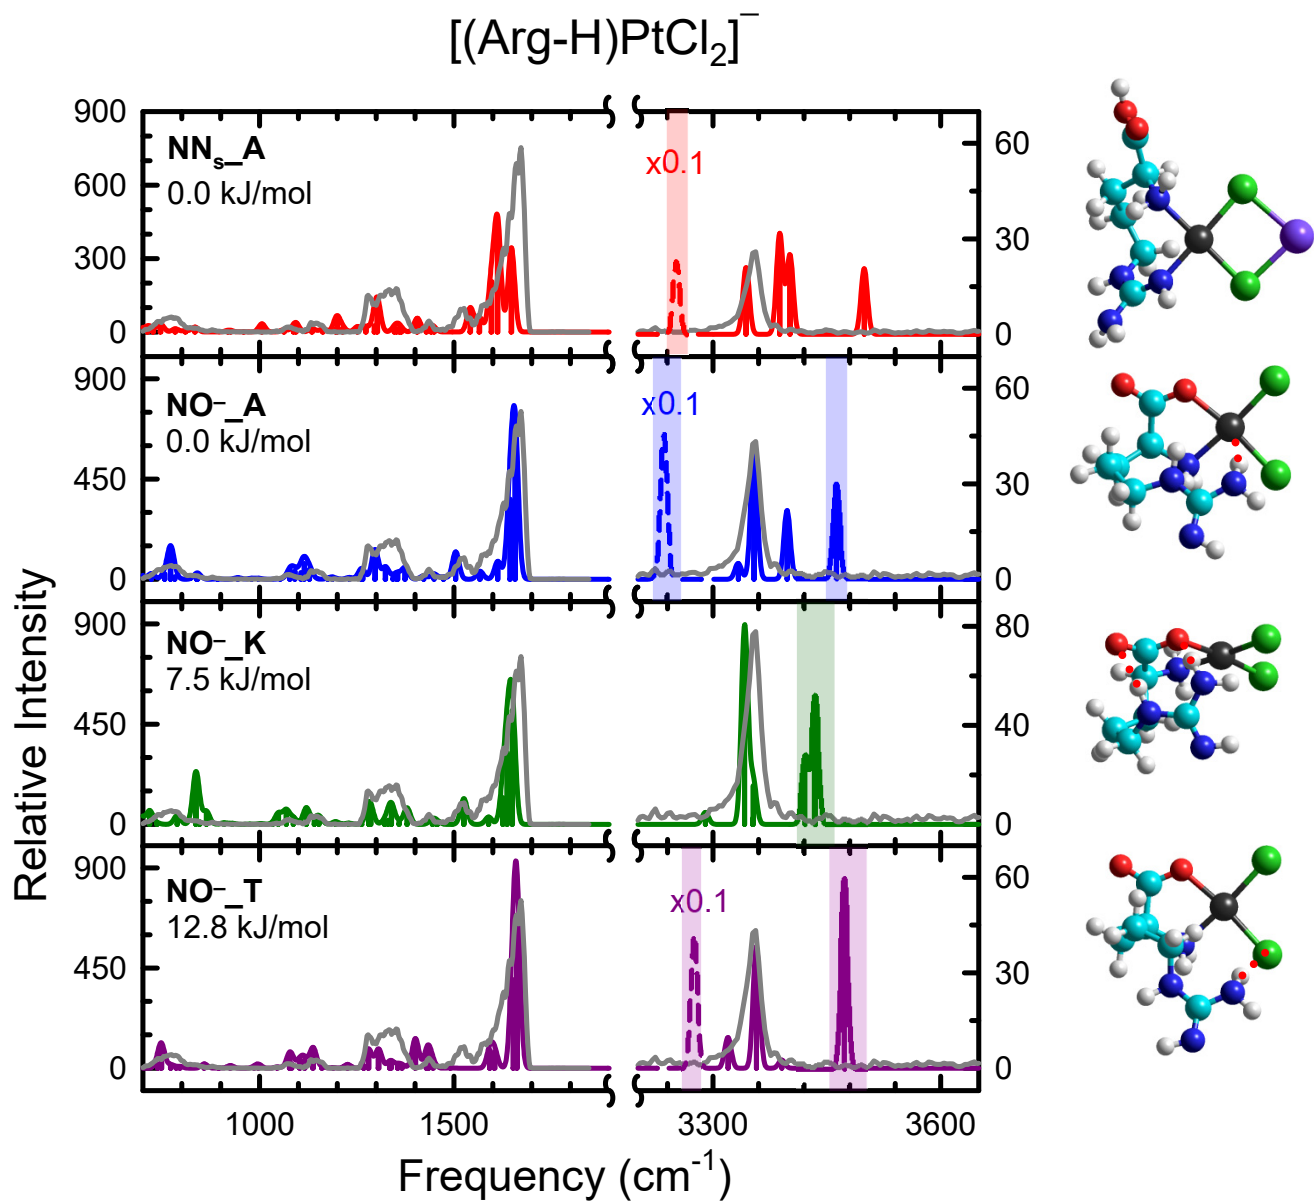 [(Arg-H)PtCl₂]⁻
900
600
300
0
NNₛ_A
0.0 kJ/mol
x0.1
60
30
0
900
450
0
NO⁻_A
0.0 kJ/mol
x0.1
60
30
0
900
450
0
NO⁻_K
7.5 kJ/mol
80
40
0
900
450
0
NO⁻_T
12.8 kJ/mol
x0.1
60
30
0
Relative Intensity
1000 1500 3300 3600
Frequency (cm⁻¹)